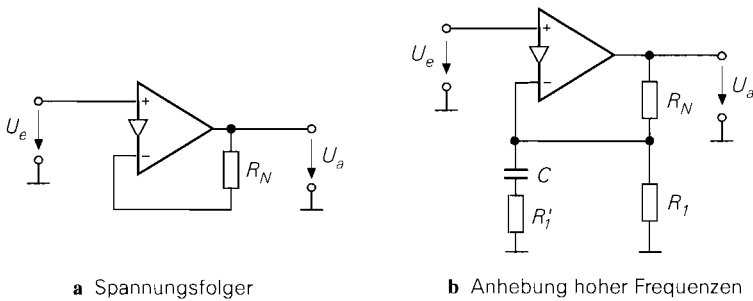 U_e
+
−
R_N
U_a
a Spannungsfolger
U_e
+
−
R_N
U_a
C
R_1'
R_1
b Anhebung hoher Frequenzen